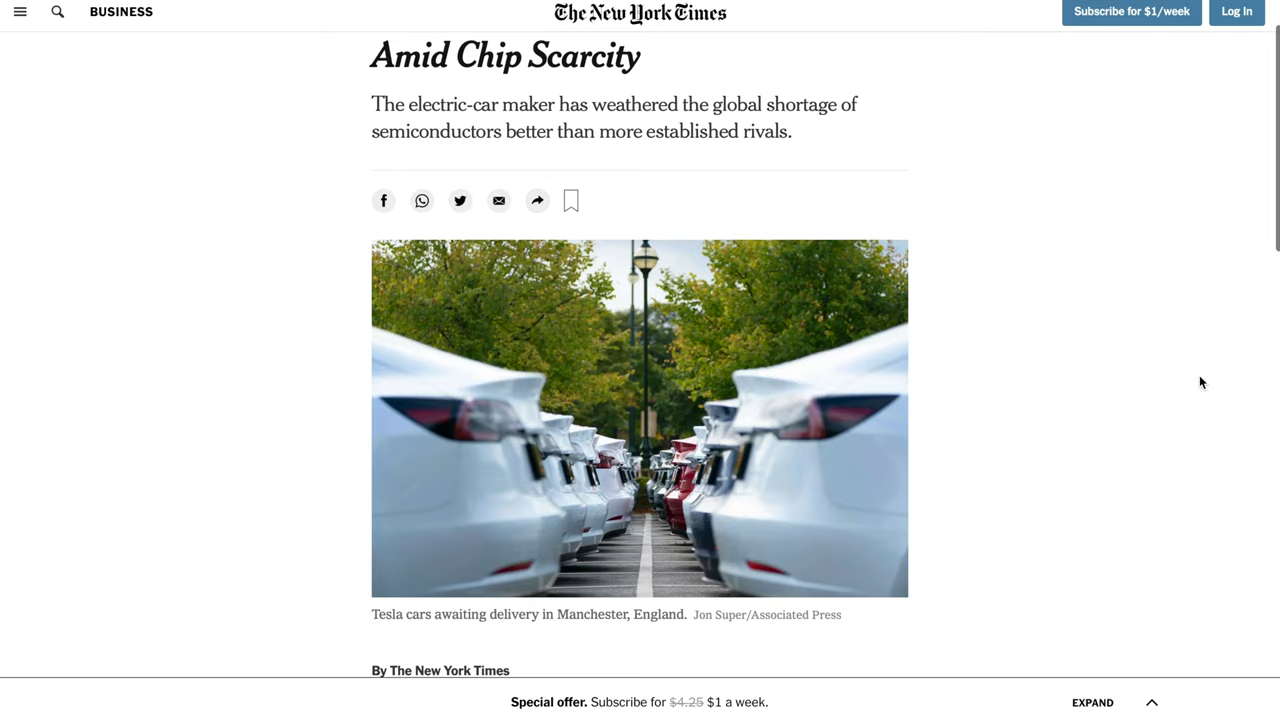 BUSINESS
The New York Times
Subscribe for $1/week
Log In
Amid Chip Scarcity
The electric-car maker has weathered the global shortage of
semiconductors better than more established rivals.
Tesla cars awaiting delivery in Manchester, England. Jon Super/Associated Press
By The New York Times
Special offer. Subscribe for $4.25 $1 a week.
EXPAND